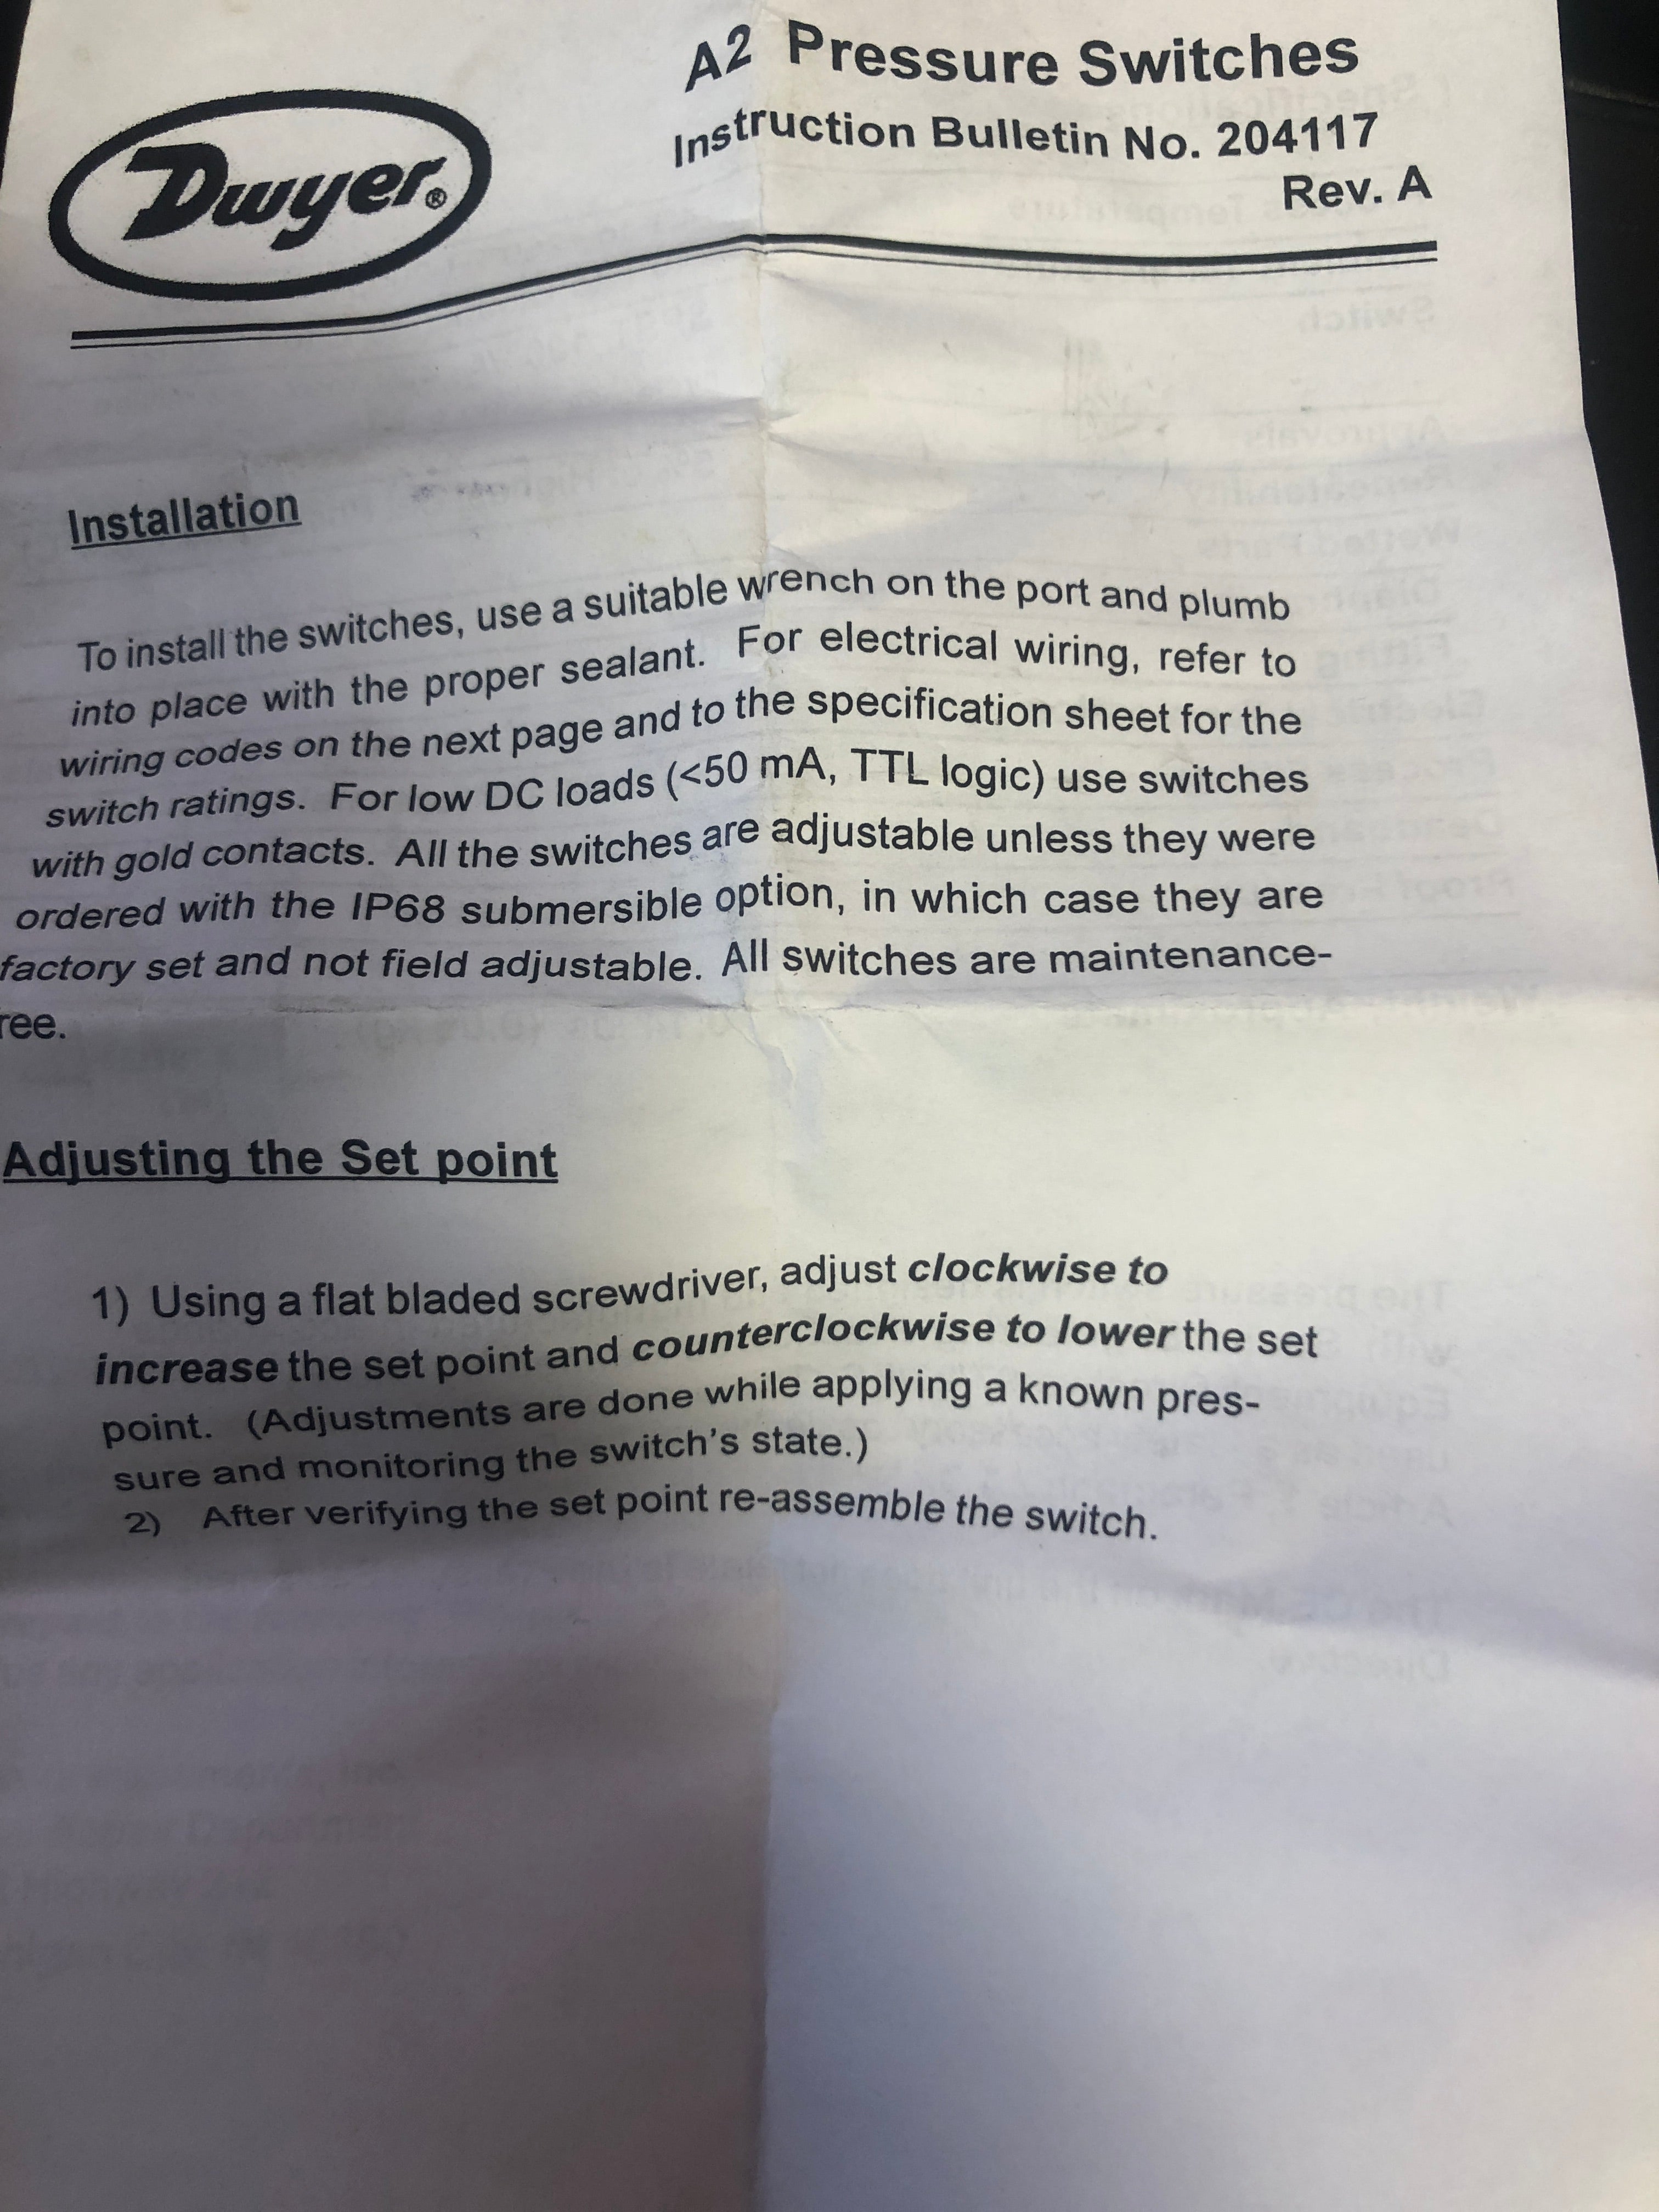 Dwyer®
A2 Pressure Switches
Instruction Bulletin No. 204117
Rev. A
Installation
To install the switches, use a suitable wrench on the port and plumb
into place with the proper sealant. For electrical wiring, refer to
wiring codes on the next page and to the specification sheet for the
switch ratings. For low DC loads (<50 mA, TTL logic) use switches
with gold contacts. All the switches are adjustable unless they were
ordered with the IP68 submersible option, in which case they are
factory set and not field adjustable. All switches are maintenance-
ree.
Adjusting the Set point
1) Using a flat bladed screwdriver, adjust clockwise to
increase the set point and counterclockwise to lower the set
point. (Adjustments are done while applying a known pres-
sure and monitoring the switch's state.)
2) After verifying the set point re-assemble the switch.